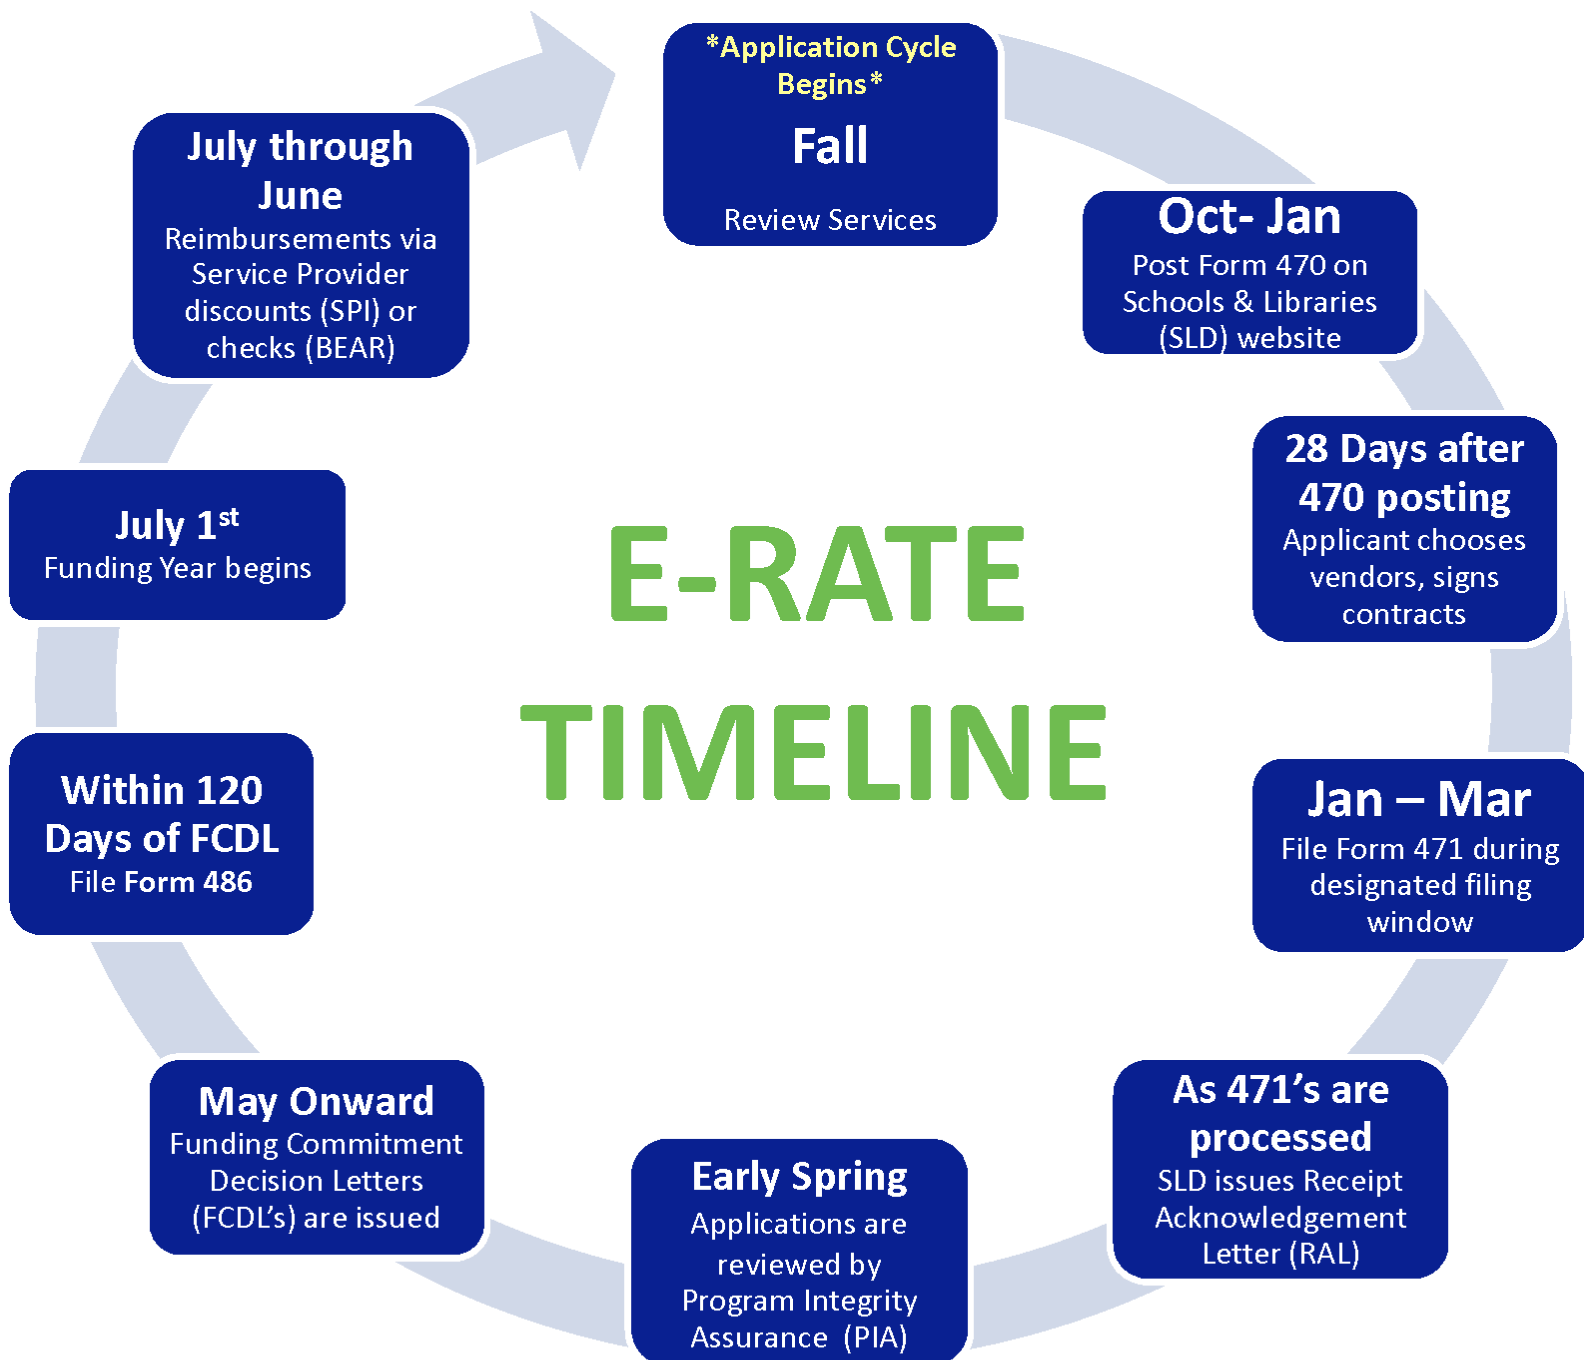 *Application Cycle
Begins*
Fall
Review Services
Oct- Jan
Post Form 470 on
Schools & Libraries
(SLD) website
28 Days after
470 posting
Applicant chooses
vendors, signs
contracts
Jan – Mar
File Form 471 during
designated filing
window
As 471’s are
processed
SLD issues Receipt
Acknowledgement
Letter (RAL)
Early Spring
Applications are
reviewed by
Program Integrity
Assurance (PIA)
May Onward
Funding Commitment
Decision Letters
(FCDL’s) are issued
Within 120
Days of FCDL
File Form 486
July 1st
Funding Year begins
July through
June
Reimbursements via
Service Provider
discounts (SPI) or
checks (BEAR)
E-RATE
TIMELINE